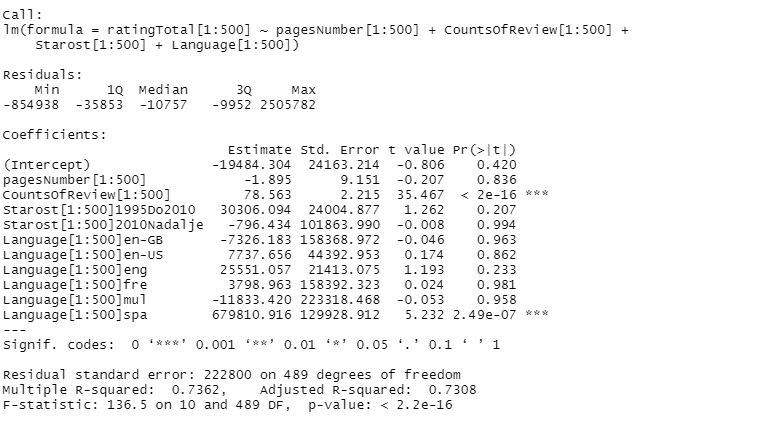 Call:
lm(formula = ratingTotal[1:500] ~ pagesNumber[1:500] + CountsOfReview[1:500] +
    Starost[1:500] + Language[1:500])

Residuals:
    Min      1Q  Median      3Q     Max
-854938  -35853  -10757   -9952 2505782

Coefficients:
                          Estimate Std. Error t value Pr(>|t|)
(Intercept)             -19484.304  24163.214  -0.806    0.420
pagesNumber[1:500]          -1.895      9.151  -0.207    0.836
CountsOfReview[1:500]       78.563      2.215  35.467  < 2e-16 ***
Starost[1:500]1995Do2010 30306.094  24004.877   1.262    0.207
Starost[1:500]2010Nadalje  -796.434 101863.990  -0.008    0.994
Language[1:500]en-GB     -7326.183 158368.972  -0.046    0.963
Language[1:500]en-US      7737.656  44392.953   0.174    0.862
Language[1:500]eng       25551.057  21413.075   1.193    0.233
Language[1:500]fre        3798.963 158392.323   0.024    0.981
Language[1:500]mul      -11833.420 223318.468  -0.053    0.958
Language[1:500]spa      679810.916 129928.912   5.232 2.49e-07 ***
---
Signif. codes:  0 ‘***’ 0.001 ‘**’ 0.01 ‘*’ 0.05 ‘.’ 0.1 ‘ ’ 1

Residual standard error: 222800 on 489 degrees of freedom
Multiple R-squared:  0.7362,    Adjusted R-squared:  0.7308
F-statistic: 136.5 on 10 and 489 DF,  p-value: < 2.2e-16